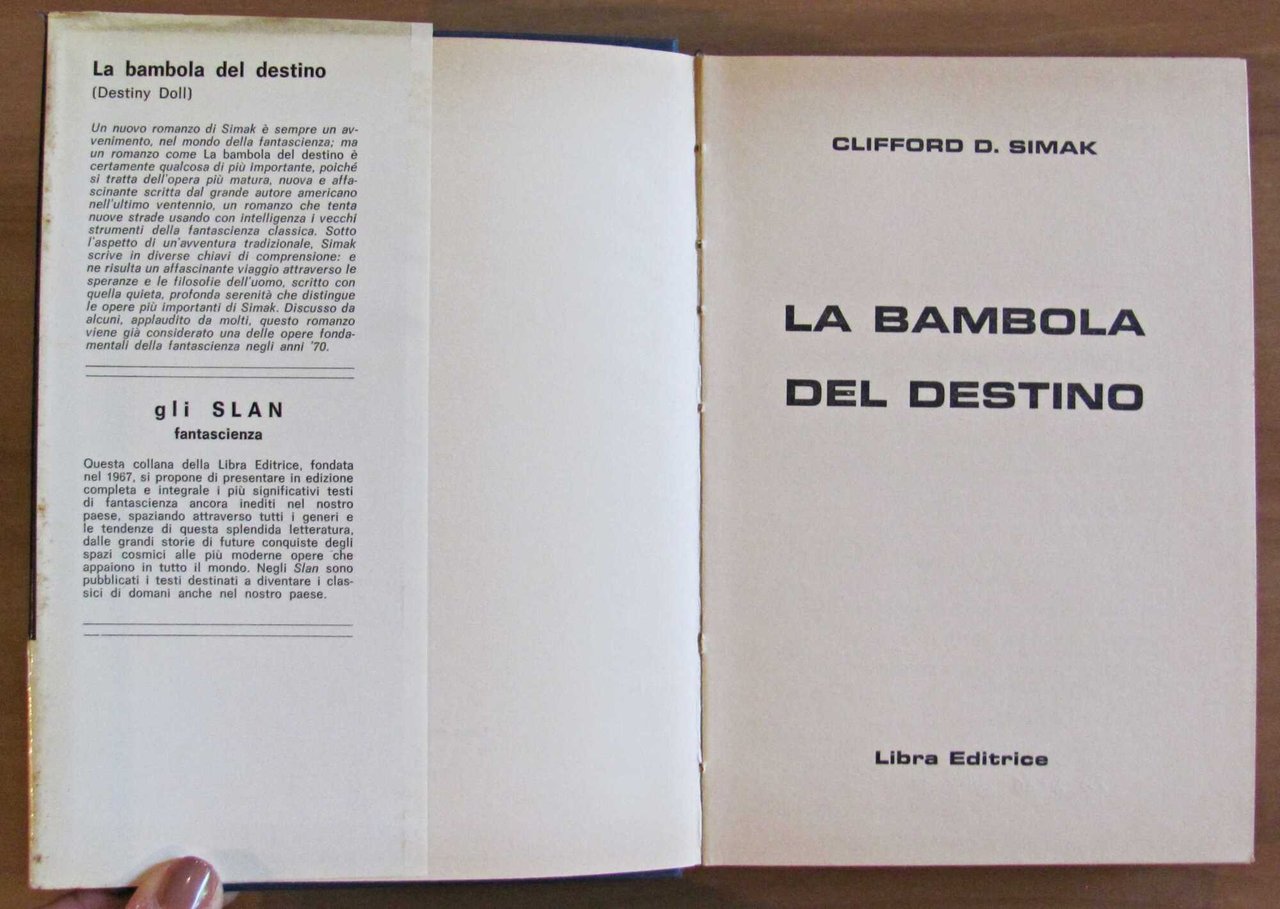 La bambola del destino
(Destiny Doll)
Un nuovo romanzo di Simak è sempre un av-
venimento, nel mondo della fantascienza; ma
un romanzo come La bambola del destino è
certamente qualcosa di più importante, poiché
si tratta dell'opera più matura, nuova e affa-
scinante scritta dal grande autore americano
nell'ultimo ventennio, un romanzo che tenta
nuove strade usando con intelligenza i vecchi
strumenti della fantascienza classica. Sotto
l'aspetto di un'avventura tradizionale, Simak
scrive in diverse chiavi di comprensione: e
ne risulta un affascinante viaggio attraverso le
speranze e le filosofie dell'uomo, scritto con
quella quieta, profonda serenità che distingue
le opere più importanti di Simak. Discusso da
alcuni, applaudito da molti, questo romanzo
viene già considerato una delle opere fonda-
mentali della fantascienza negli anni '70.
gli SLAN
fantascienza
Questa collana della Libra Editrice, fondata
nel 1967, si propone di presentare in edizione
completa e integrale i più significativi testi
di fantascienza ancora inediti nel nostro
paese, spaziando attraverso tutti i generi e
le tendenze di questa splendida letteratura,
dalle grandi storie di future conquiste degli
spazi cosmici alle più moderne opere che
appaiono in tutto il mondo. Negli Slan sono
pubblicati i testi destinati a diventare i clas-
sici di domani anche nel nostro paese.
CLIFFORD D. SIMAK
LA BAMBOLA
DEL DESTINO
Libra Editrice